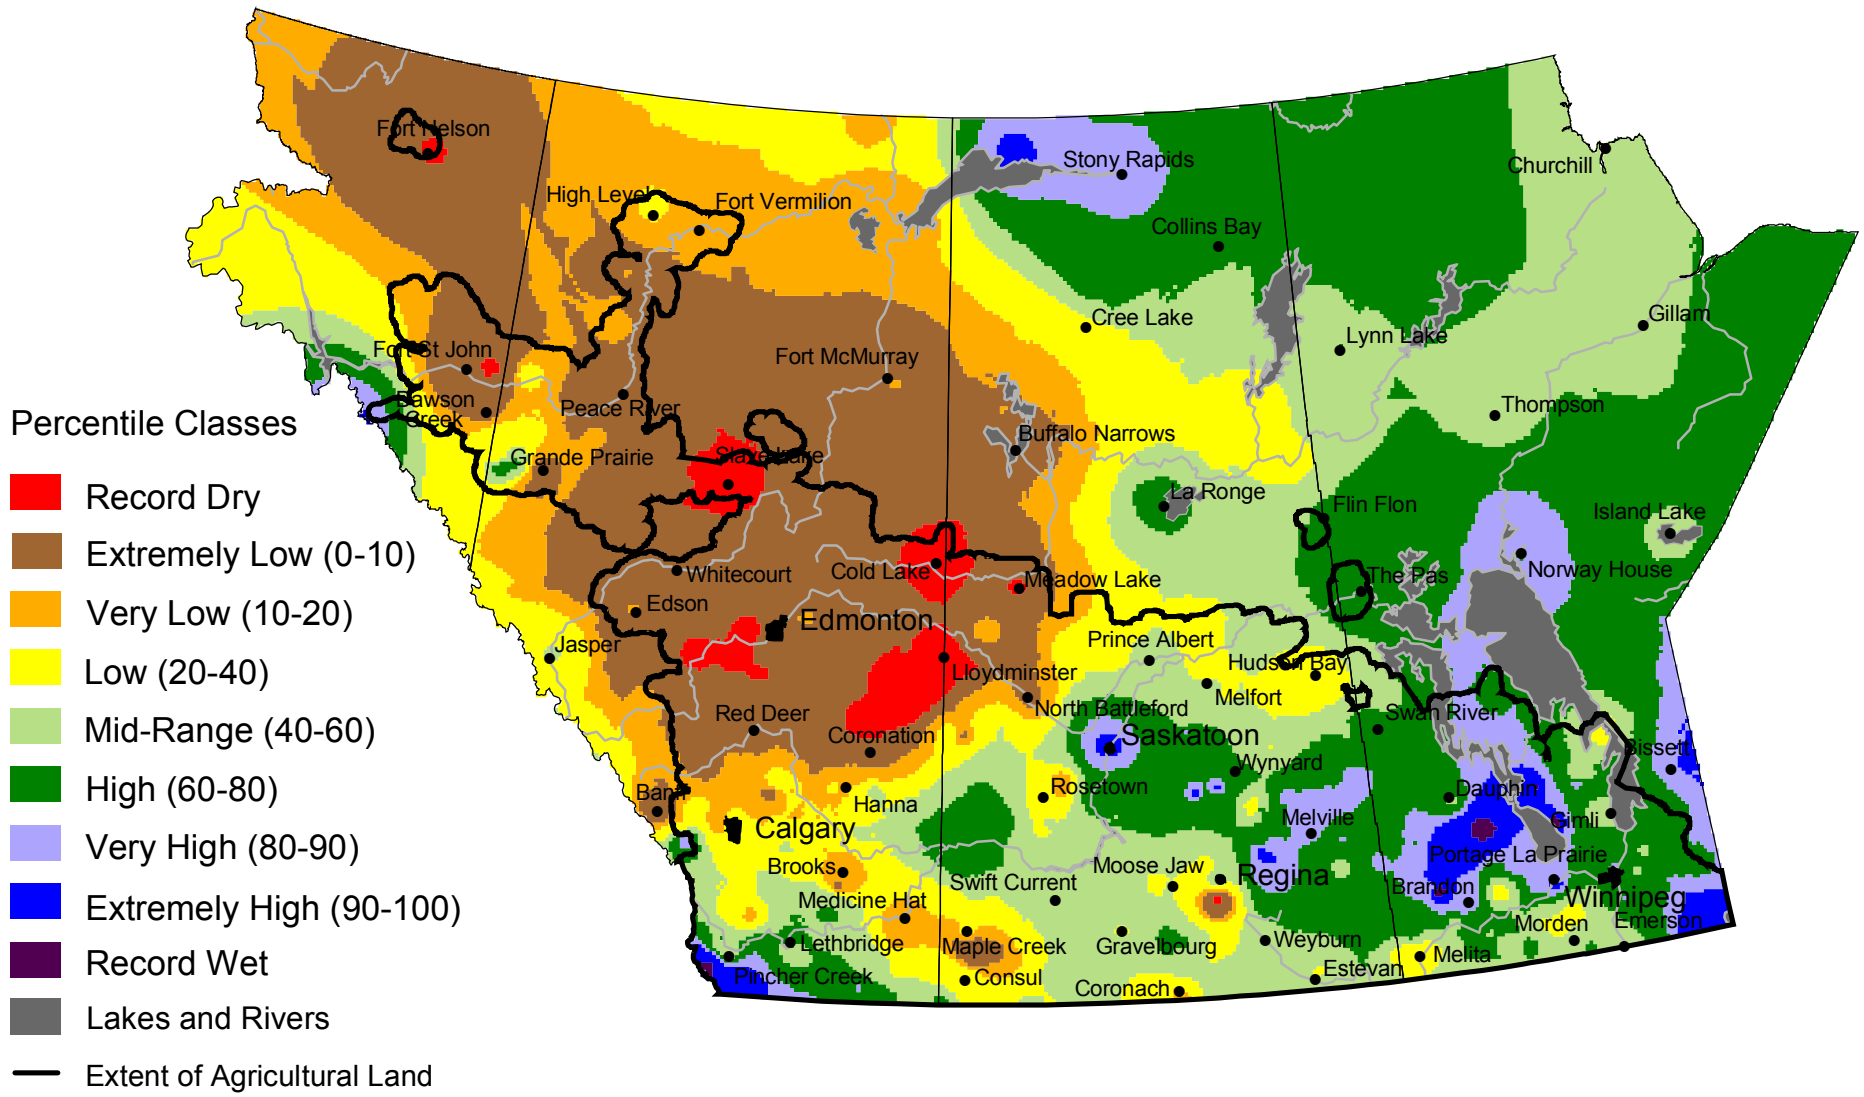 Fort Nelson
Churchill
Stony Rapids
High Level
Fort Vermilion
Collins Bay
Cree Lake
Gillam
Lynn Lake
Fort St John
Fort McMurray
Dawson
Creek
Peace River
Thompson
Percentile Classes
Buffalo Narrows
Grande Prairie
Slave Lake
Record Dry
La Ronge
Flin Flon
Island Lake
Extremely Low (0-10)
Whitecourt
Cold Lake
Meadow Lake
The Pas
Norway House
Very Low (10-20)
Edson
Edmonton
Jasper
Prince Albert
Hudson Bay
Low (20-40)
Lloydminster
Melfort
Red Deer
North Battleford
Swan River
Mid-Range (40-60)
Coronation
Saskatoon
Bissett
Wynyard
High (60-80)
Banff
Hanna
Rosetown
Dauphin
Calgary
Melville
Gimli
Very High (80-90)
Brooks
Moose Jaw
Regina
Portage La Prairie
Swift Current
Brandon
Winnipeg
Extremely High (90-100)
Medicine Hat
Morden
Emerson
Lethbridge
Maple Creek
Gravelbourg
Weyburn
Melita
Record Wet
Pincher Creek
Consul
Coronach
Estevan
Lakes and Rivers
Extent of Agricultural Land